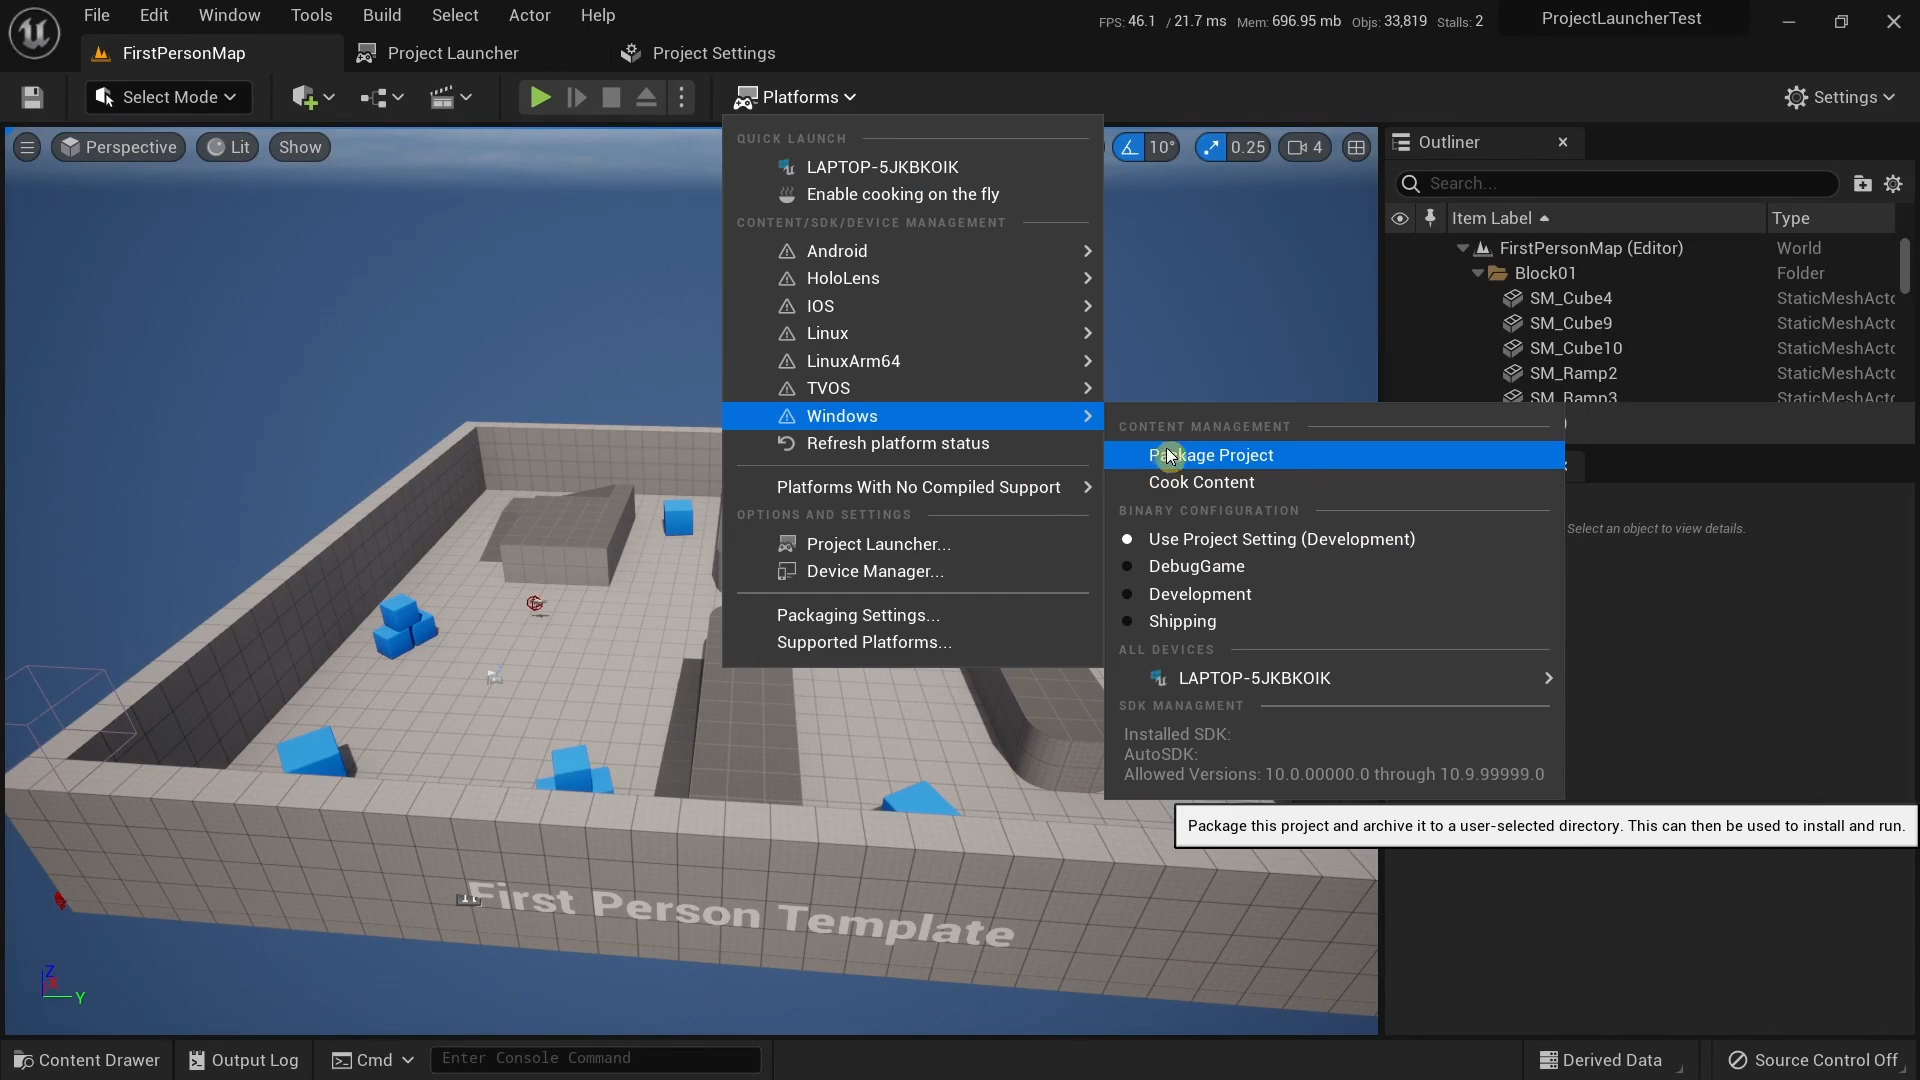 File Edit Window Tools Build Select Actor Help
FPS: 46.1 / 21.7 ms Mem: 696.95 mb Objs: 33,819 Stalls: 2
ProjectLauncherTest
FirstPersonMap
Project Launcher
Project Settings
Select Mode
Platforms
Settings
Perspective
Lit
Show
10°
0.25
4
QUICK LAUNCH
LAPTOP-5JKBKOIK
Enable cooking on the fly
CONTENT/SDK/DEVICE MANAGEMENT
Android
HoloLens
IOS
Linux
LinuxArm64
TVOS
Windows
Refresh platform status
Platforms With No Compiled Support
OPTIONS AND SETTINGS
Project Launcher...
Device Manager...
Packaging Settings...
Supported Platforms...
CONTENT MANAGEMENT
Package Project
Cook Content
BINARY CONFIGURATION
Use Project Setting (Development)
DebugGame
Development
Shipping
ALL DEVICES
LAPTOP-5JKBKOIK
SDK MANAGMENT
Installed SDK:
AutoSDK:
Allowed Versions: 10.0.00000.0 through 10.9.99999.0
Package this project and archive it to a user-selected directory. This can then be used to install and run.
Outliner
Search...
Item Label Type
FirstPersonMap (Editor) World
Block01 Folder
SM_Cube4 StaticMeshActo
SM_Cube9 StaticMeshActo
SM_Cube10 StaticMeshActo
SM_Ramp2 StaticMeshActo
SM_Ramp3 StaticMeshActo
Select an object to view details.
First Person Template
Z
X
Y
Content Drawer
Output Log
Cmd
Enter Console Command
Derived Data
Source Control Off